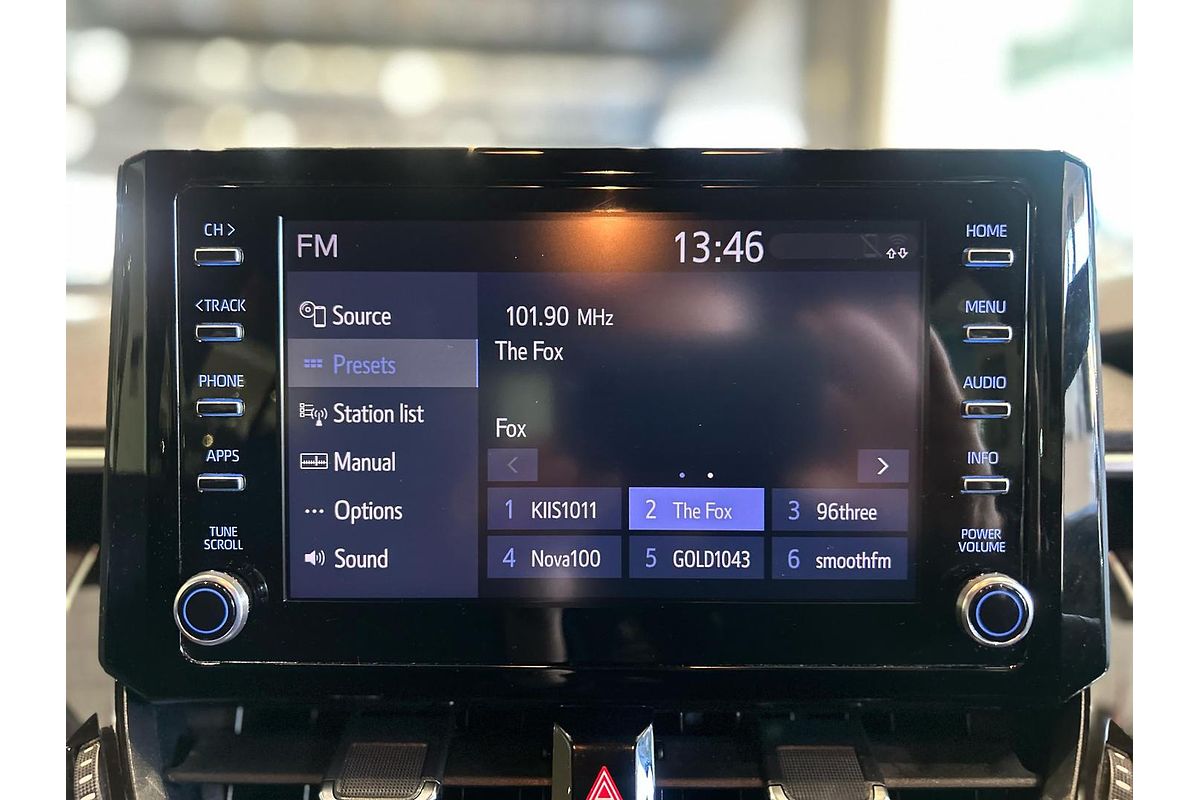 CH >
<TRACK
PHONE
APPS
TUNE
SCROLL
FM
13:46
Source
Presets
Station list
Manual
Options
Sound
101.90 MHz
The Fox
Fox
<
>
1 KIIS1011
2 The Fox
3 96three
4 Nova100
5 GOLD1043
6 smoothfm
HOME
MENU
AUDIO
INFO
POWER
VOLUME